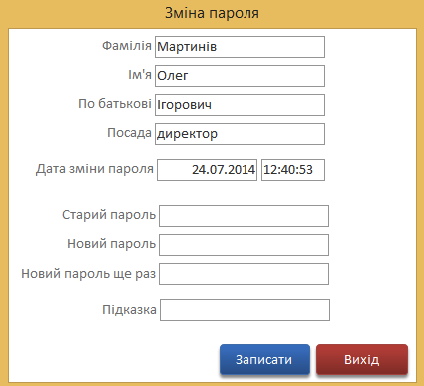 Зміна пароля
Фамілія Мартинів
Ім'я Олег
По батькові Ігорович
Посада директор
Дата зміни пароля 24.07.2014 12:40:53
Старий пароль
Новий пароль
Новий пароль ще раз
Підказка
Записати Вихід